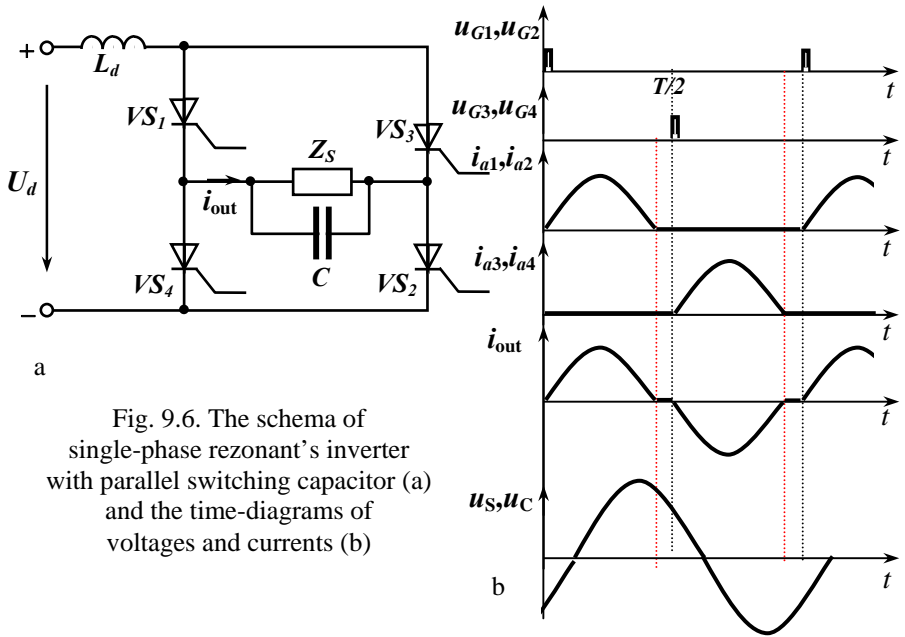 +
L_d
VS_1
VS_3
Z_S
U_d
i_out
VS_4
C
VS_2
−
a
Fig. 9.6. The schema of
single-phase rezonant's inverter
with parallel switching capacitor (a)
and the time-diagrams of
voltages and currents (b)
u_G1,u_G2
t
T/2
u_G3,u_G4
t
i_a1,i_a2
t
i_a3,i_a4
t
i_out
t
u_S,u_C
t
b